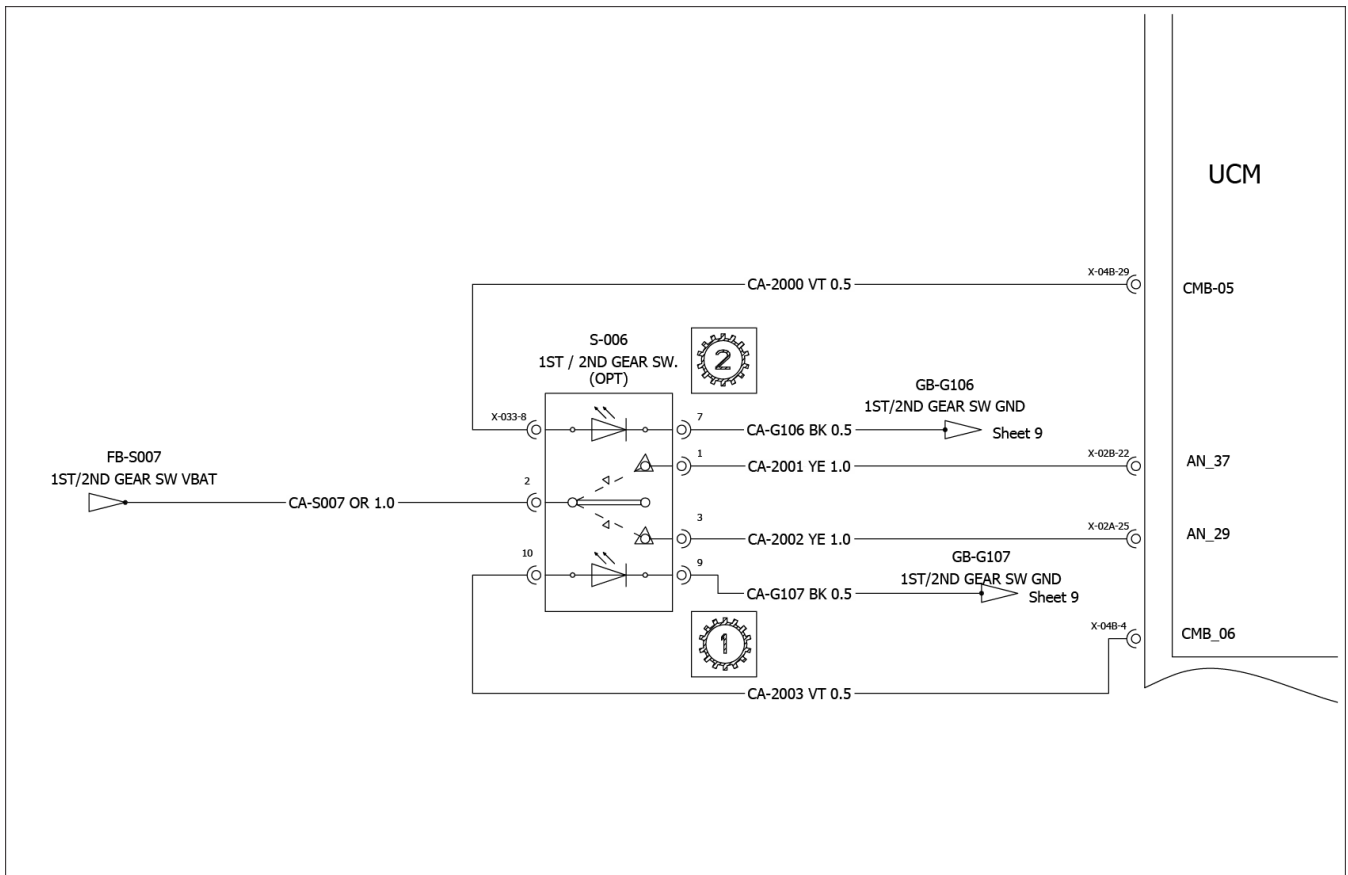 UCM
X-04B-29
CA-2000 VT 0.5
CMB-05
S-006
1ST / 2ND GEAR SW.
(OPT)
2
GB-G106
1ST/2ND GEAR SW GND
X-033-8
7
CA-G106 BK 0.5
Sheet 9
FB-S007
1ST/2ND GEAR SW VBAT
1
CA-2001 YE 1.0
X-02B-22
AN_37
2
CA-S007 OR 1.0
3
CA-2002 YE 1.0
X-02A-25
AN_29
10
9
GB-G107
1ST/2ND GEAR SW GND
CA-G107 BK 0.5
Sheet 9
1
X-04B-4
CMB_06
CA-2003 VT 0.5